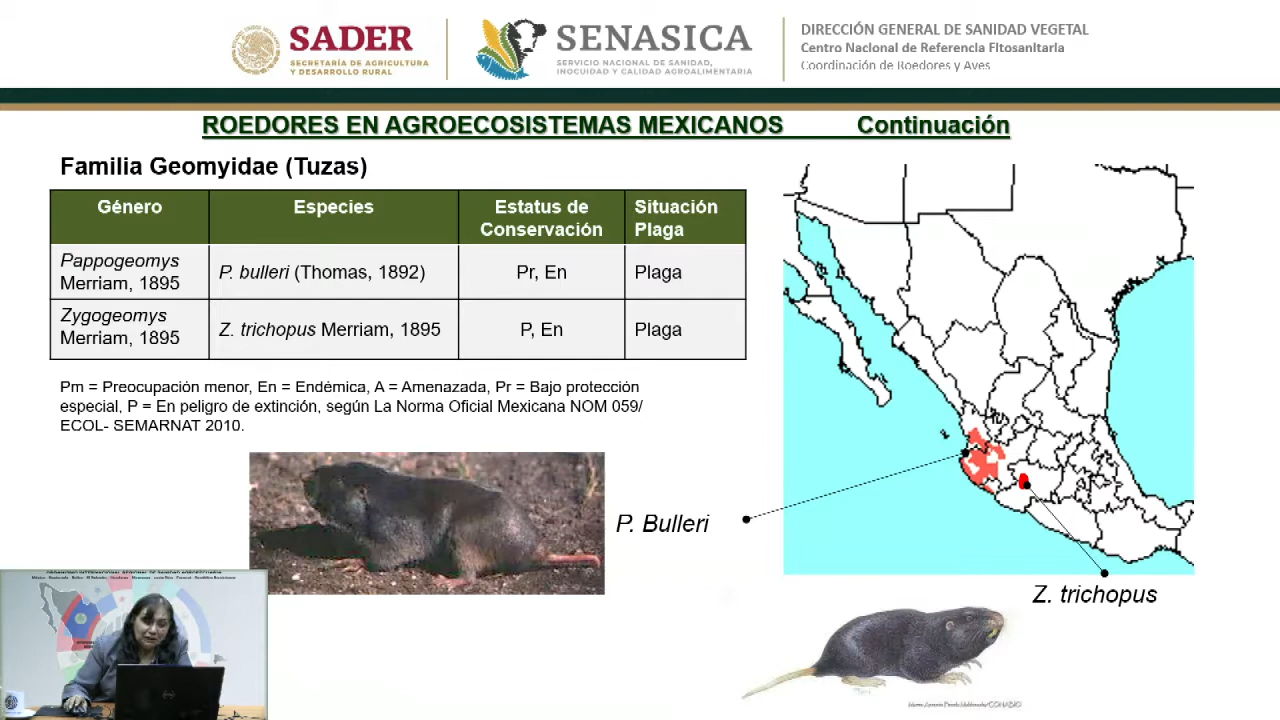 SADER
SECRETARÍA DE AGRICULTURA
Y DESARROLLO RURAL
SENASICA
SERVICIO NACIONAL DE SANIDAD,
INOCUIDAD Y CALIDAD AGROALIMENTARIA
DIRECCIÓN GENERAL DE SANIDAD VEGETAL
Centro Nacional de Referencia Fitosanitaria
Coordinación de Roedores y Aves
ROEDORES EN AGROECOSISTEMAS MEXICANOS Continuación
Familia Geomyidae (Tuzas)
Género Especies Estatus de Conservación Situación Plaga
Pappogeomys Merriam, 1895 P. bulleri (Thomas, 1892) Pr, En Plaga
Zygogeomys Merriam, 1895 Z. trichopus Merriam, 1895 P, En Plaga
Pm = Preocupación menor, En = Endémica, A = Amenazada, Pr = Bajo protección
especial, P = En peligro de extinción, según La Norma Oficial Mexicana NOM 059/
ECOL- SEMARNAT 2010.
P. Bulleri
Z. trichopus